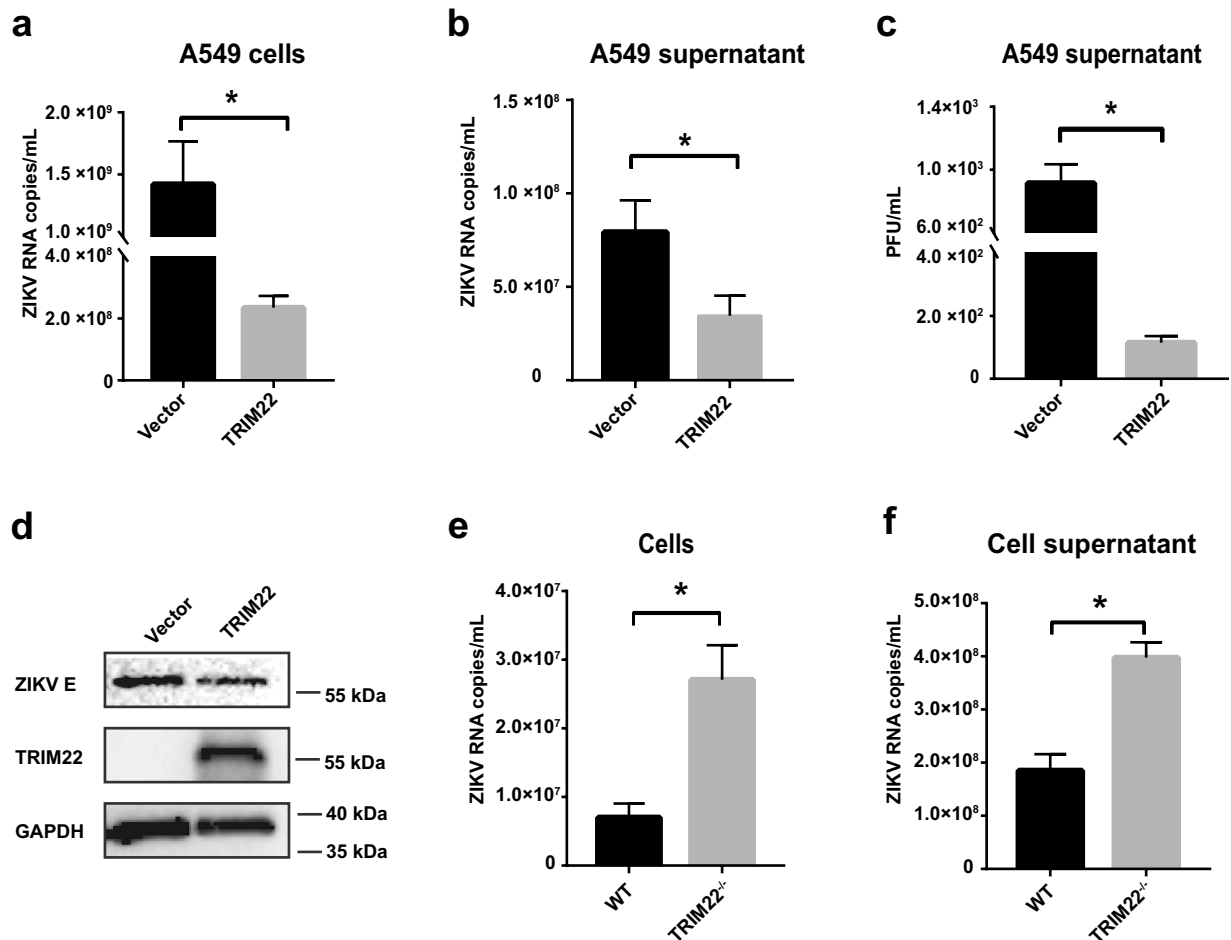 a
A549 cells
ZIKV RNA copies/mL
2.0 ×10⁹
1.5 ×10⁹
1.0 ×10⁹
4.0 ×10⁸
2.0 ×10⁸
0
*
Vector
TRIM22
b
A549 supernatant
ZIKV RNA copies/mL
1.5 ×10⁸
1.0 ×10⁸
5.0 ×10⁷
0
*
Vector
TRIM22
c
A549 supernatant
PFU/mL
1.4×10³
1.0 ×10³
6.0 ×10²
4.0 ×10²
2.0 ×10²
0
*
Vector
TRIM22
d
Vector
TRIM22
ZIKV E
55 kDa
TRIM22
55 kDa
GAPDH
40 kDa
35 kDa
e
Cells
ZIKV RNA copies/mL
4.0×10⁷
3.0×10⁷
2.0×10⁷
1.0×10⁷
0
*
WT
TRIM22⁻/⁻
f
Cell supernatant
ZIKV RNA copies/mL
5.0×10⁸
4.0×10⁸
3.0×10⁸
2.0×10⁸
1.0×10⁸
0
*
WT
TRIM22⁻/⁻